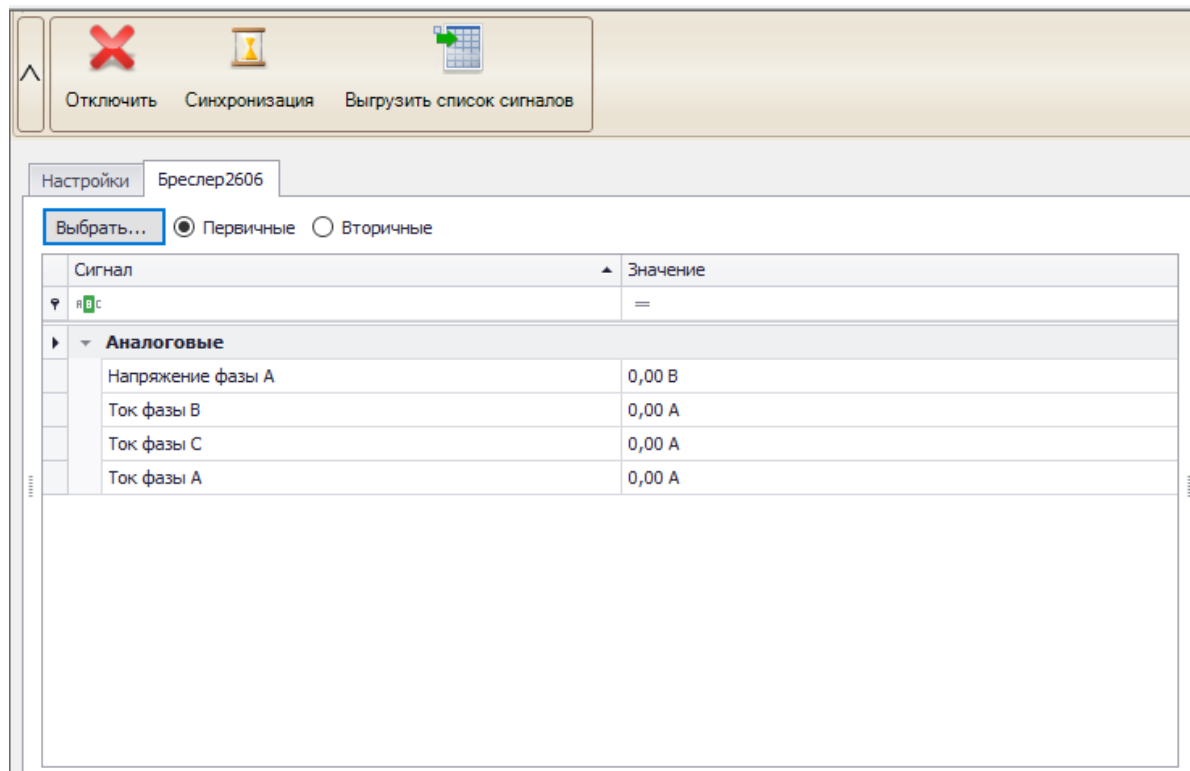 Отключить Синхронизация Выгрузить список сигналов
Настройки Бреслер2606
Выбрать... Первичные Вторичные
Сигнал Значение
ABC =
Аналоговые
Напряжение фазы A 0,00 В
Ток фазы B 0,00 А
Ток фазы C 0,00 А
Ток фазы A 0,00 А